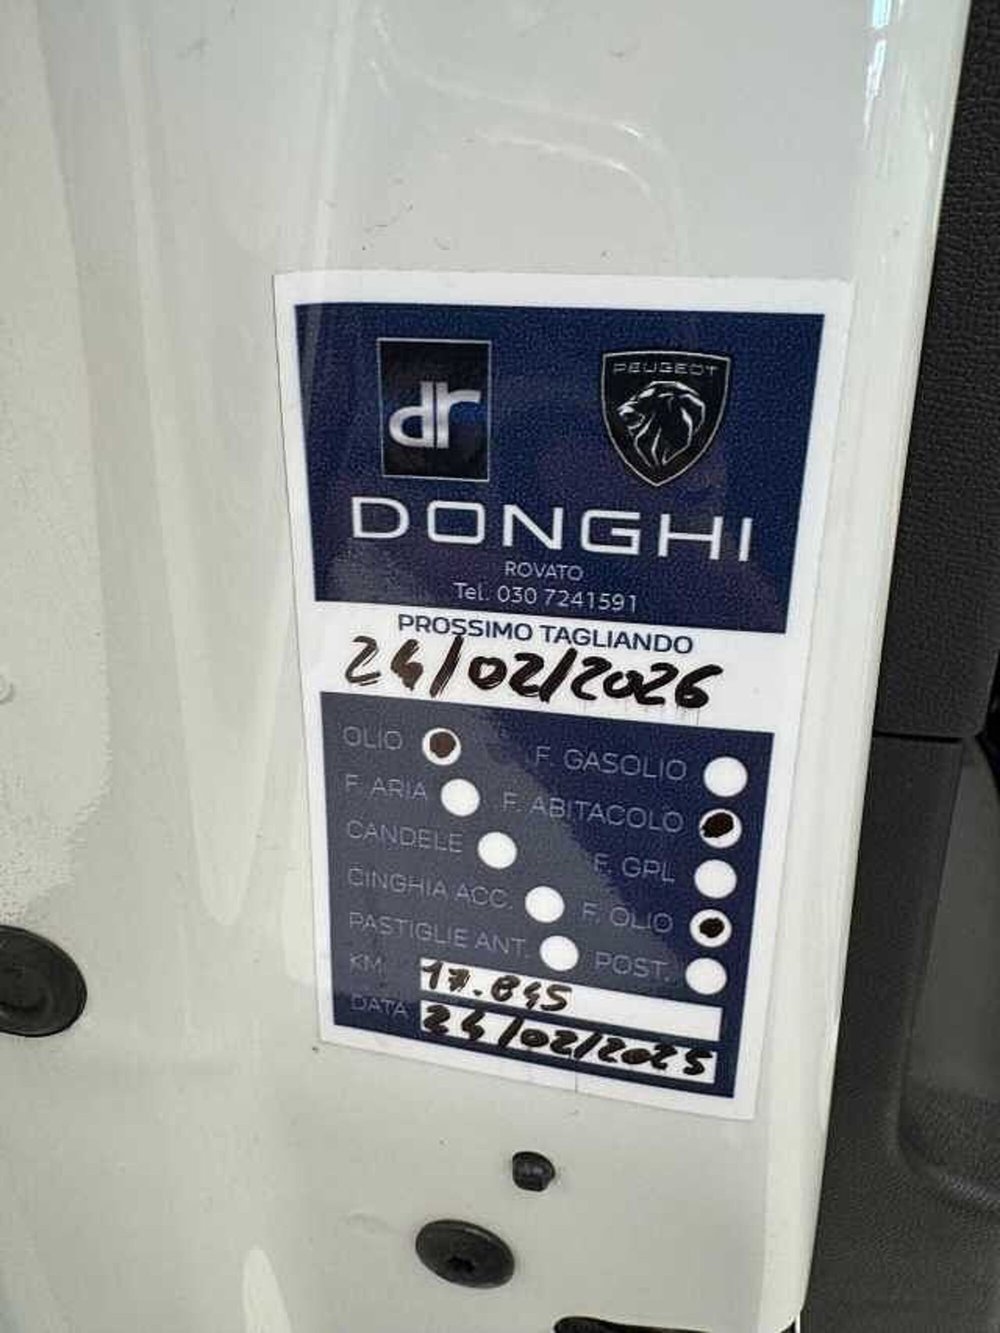 dr
PEUGEOT
DONGHI
ROVATO
Tel. 030 7241591
PROSSIMO TAGLIANDO
24/02/2026
OLIO F. GASOLIO
F. ARIA F. ABITACOLO
CANDELE F. GPL
CINGHIA ACC. F. OLIO
PASTIGLIE ANT. POST.
KM 17.845
DATA 24/02/2025